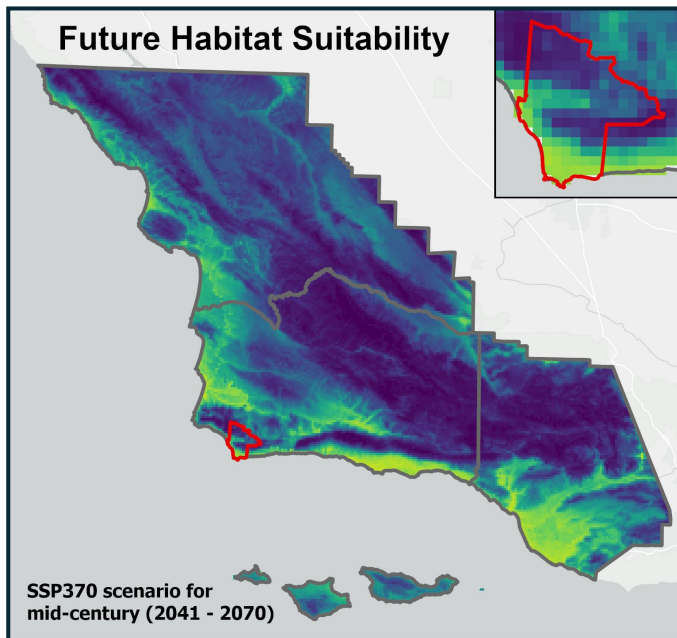 Future Habitat Suitability
SSP370 scenario for
mid-century (2041 - 2070)